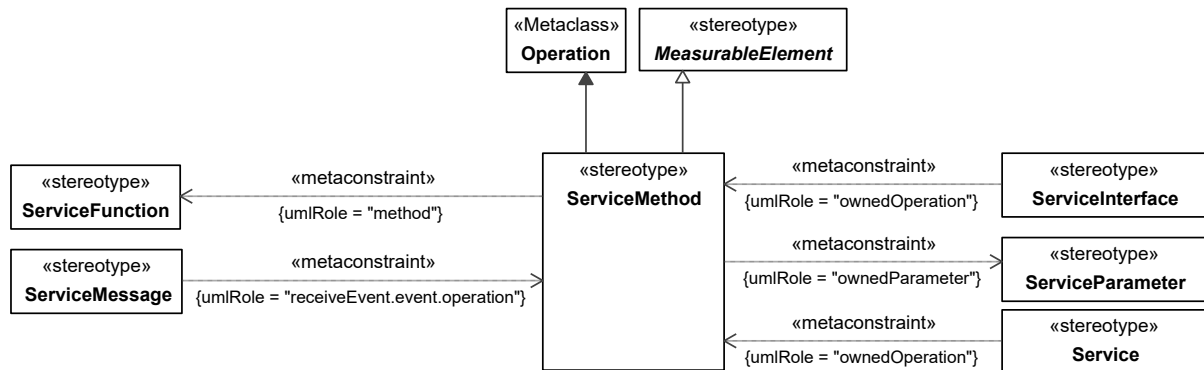 «Metaclass»
Operation
«stereotype»
MeasurableElement
«stereotype»
ServiceFunction
«metaconstraint»
{umlRole = "method"}
«stereotype»
ServiceMethod
«metaconstraint»
{umlRole = "ownedOperation"}
«stereotype»
ServiceInterface
«stereotype»
ServiceMessage
«metaconstraint»
{umlRole = "receiveEvent.event.operation"}
«metaconstraint»
{umlRole = "ownedParameter"}
«stereotype»
ServiceParameter
«metaconstraint»
{umlRole = "ownedOperation"}
«stereotype»
Service